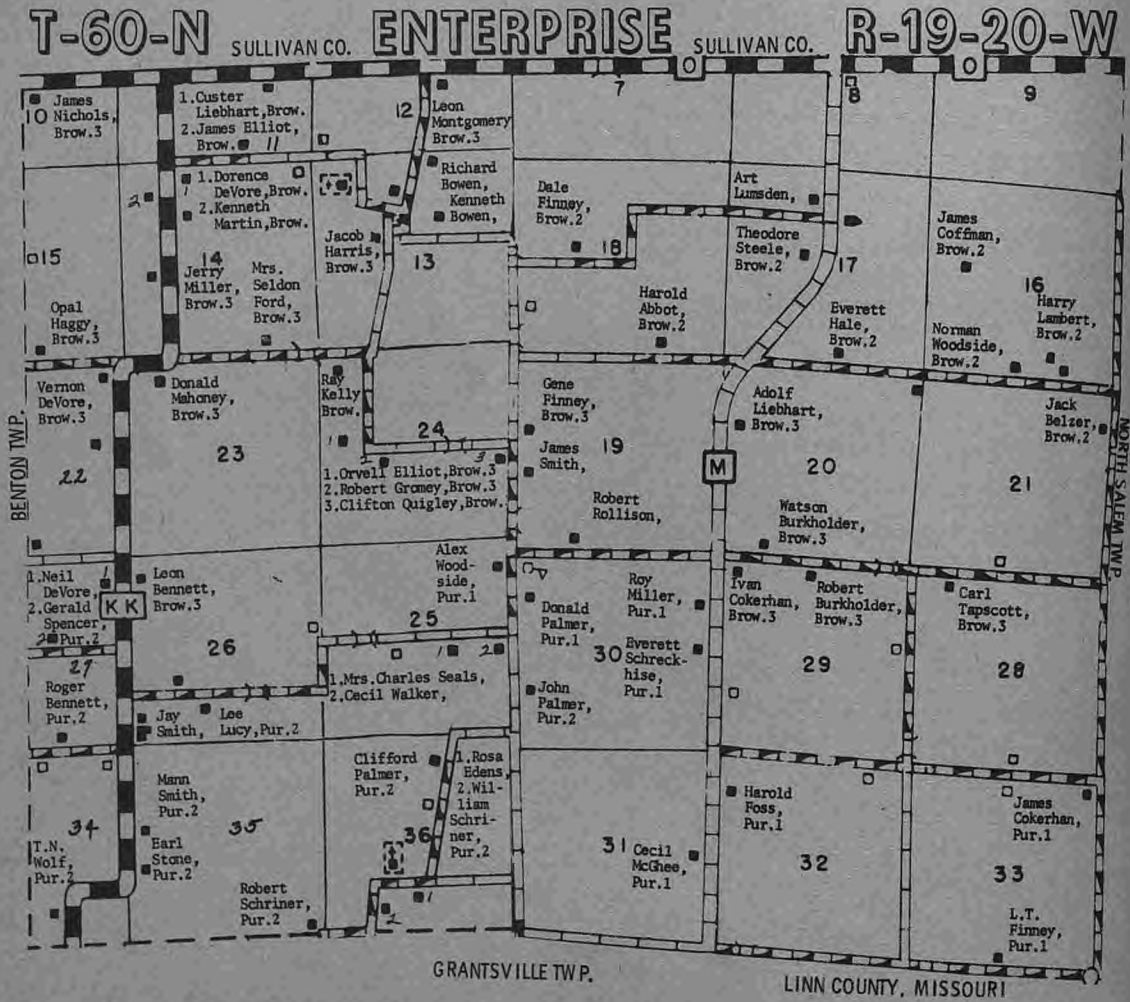 T-60-N SULLIVAN CO. ENTERPRISE SULLIVAN CO. R-19-20-W
O
O
7
8
9
10
James
Nichols,
Brow.3
1.Custer
Liebhart,Brow.
2.James Elliot,
Brow.
11
12
Leon
Montgomery
Brow.3
2
1
1.Dorence
DeVore,Brow.
2.Kenneth
Martin,Brow.
Richard
Bowen,
Kenneth
Bowen,
Dale
Finney,
Brow.2
Art
Lumsden,
15
14
Jacob
Harris,
Brow.3
13
18
Theodore
Steele,
Brow.2
17
James
Coffman,
Brow.2
16
Jerry
Miller,
Brow.3
Mrs.
Seldon
Ford,
Brow.3
Opal
Haggy,
Brow.3
Harold
Abbot,
Brow.2
Everett
Hale,
Brow.2
Norman
Woodside,
Brow.2
Harry
Lambert,
Brow.2
BENTON TWP.
Vernon
DeVore,
Brow.3
Donald
Mahoney,
Brow.3
Ray
Kelly
Brow.
Gene
Finney,
Brow.3
Adolf
Liebhart,
Brow.3
Jack
Belzer,
Brow.2
NORTH SALEM TWP
22
23
24
1
2
3
1.Orvell Elliot,Brow.3
2.Robert Gromey,Brow.3
3.Clifton Quigley,Brow.
James
Smith,
19
M
20
21
Robert
Rollison,
Watson
Burkholder,
Brow.3
1.Neil
DeVore,
2.Gerald
Spencer,
Pur.2
1
2
KK
Leon
Bennett,
Brow.3
Alex
Wood-
side,
Pur.1
Donald
Palmer,
Pur.1
Roy
Miller,
Pur.1
Ivan
Cokerhan,
Brow.3
Robert
Burkholder,
Brow.3
Carl
Tapscott,
Brow.3
27
26
25
30
Everett
Schreck-
hise,
Pur.1
29
28
Roger
Bennett,
Pur.2
1
2
1.Mrs.Charles Seals,
2.Cecil Walker,
John
Palmer,
Pur.2
Jay
Smith,
Lee
Lucy,Pur.2
Mann
Smith,
Pur.2
Clifford
Palmer,
Pur.2
1.Rosa
Edens,
2.Wil-
liam
Schri-
ner,
Pur.2
Harold
Foss,
Pur.1
James
Cokerhan,
Pur.1
34
35
36
31
32
33
T.N.
Wolf,
Pur.2
Earl
Stone,
Pur.2
Cecil
McGhee,
Pur.1
Robert
Schriner,
Pur.2
1
2
L.T.
Finney,
Pur.1
GRANTSVILLE TWP.
LINN COUNTY, MISSOURI